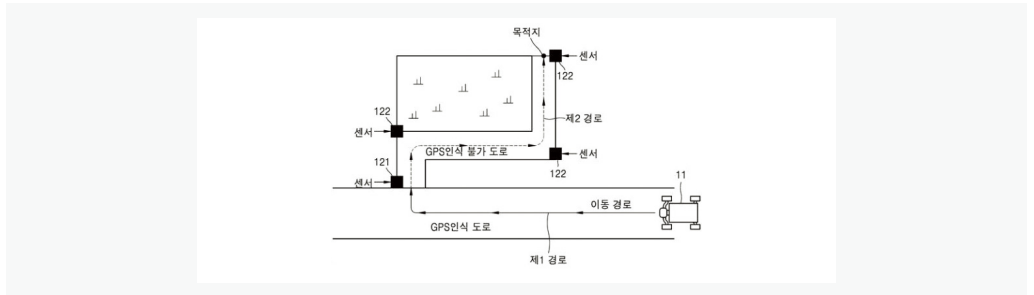 목적지
센서
122
122
제2 경로
센서
GPS인식 불가 도로
센서
121
122
센서
11
이동 경로
GPS인식 도로
제1 경로